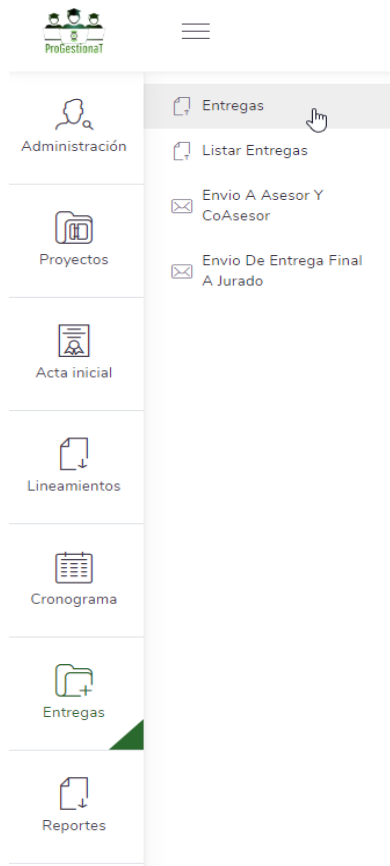 ProGestionaT
Administración
Proyectos
Acta inicial
Lineamientos
Cronograma
Entregas
Reportes
Entregas
Listar Entregas
Envio A Asesor Y
CoAsesor
Envio De Entrega Final
A Jurado